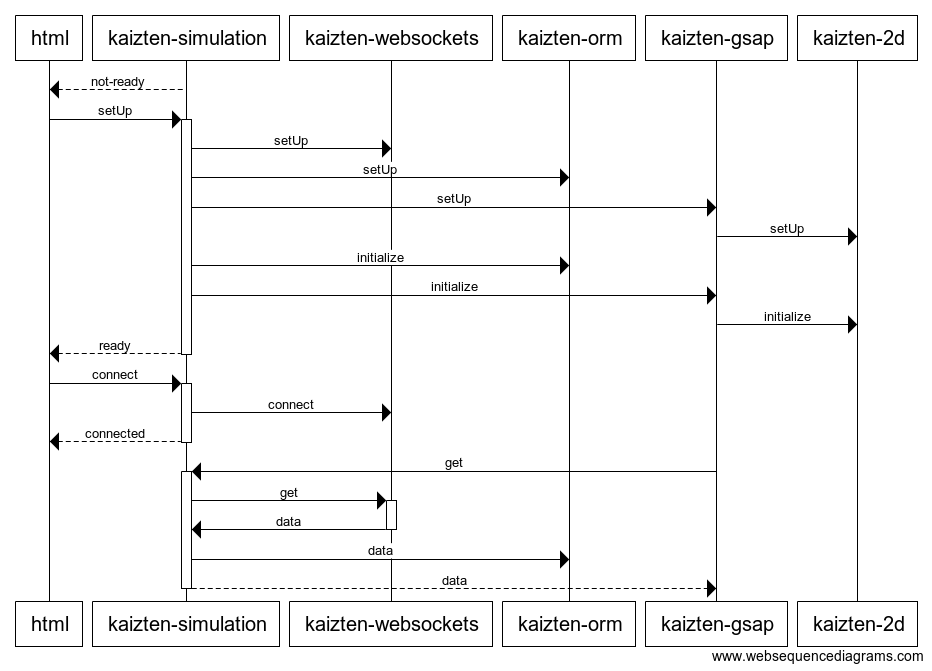 html
kaizten-simulation
kaizten-websockets
kaizten-orm
kaizten-gsap
kaizten-2d
not-ready
setUp
setUp
setUp
setUp
setUp
initialize
initialize
initialize
ready
connect
connect
connected
get
get
data
data
data
html
kaizten-simulation
kaizten-websockets
kaizten-orm
kaizten-gsap
kaizten-2d
www.websequencediagrams.com